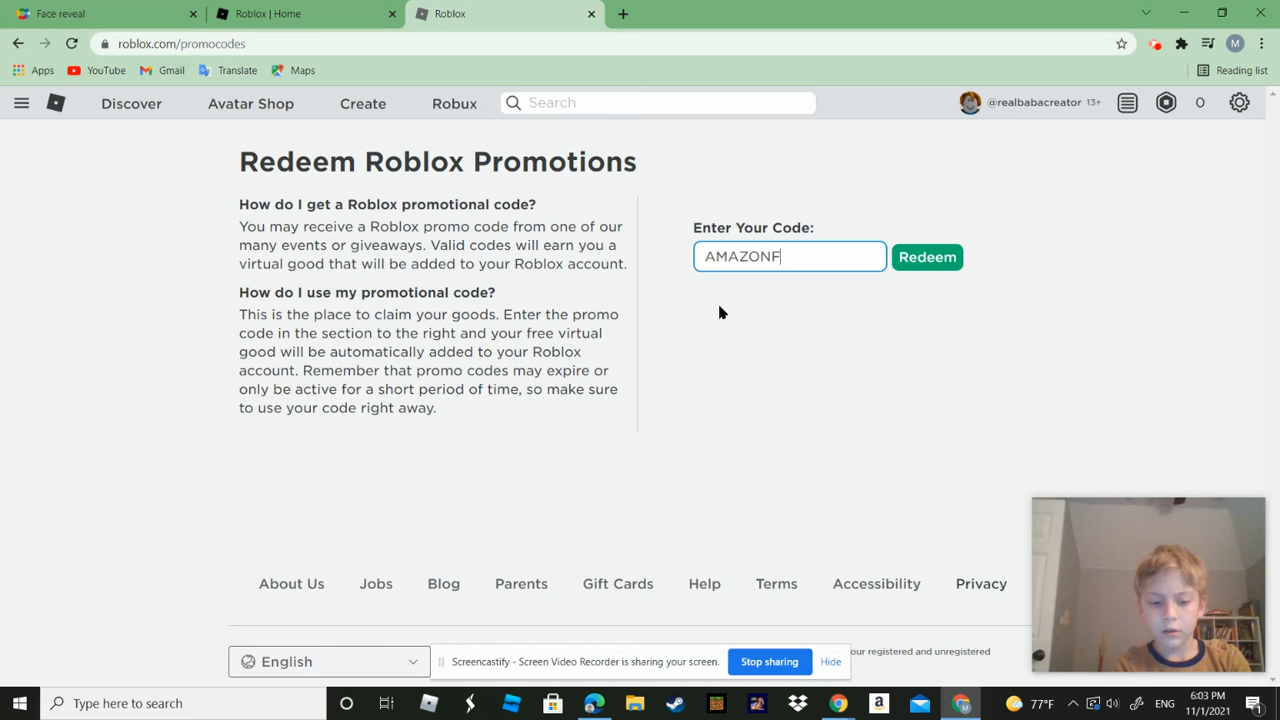 Face reveal
Roblox | Home
Roblox
roblox.com/promocodes
M
Apps
YouTube
Gmail
Translate
Maps
Reading list
Discover
Avatar Shop
Create
Robux
Search
@realbabacreator 13+
0
Redeem Roblox Promotions
How do I get a Roblox promotional code?
You may receive a Roblox promo code from one of our
many events or giveaways. Valid codes will earn you a
virtual good that will be added to your Roblox account.
How do I use my promotional code?
This is the place to claim your goods. Enter the promo
code in the section to the right and your free virtual
good will be automatically added to your Roblox
account. Remember that promo codes may expire or
only be active for a short period of time, so make sure
to use your code right away.
Enter Your Code:
AMAZONF
Redeem
About Us
Jobs
Blog
Parents
Gift Cards
Help
Terms
Accessibility
Privacy
English
Screencastify - Screen Video Recorder is sharing your screen.
Stop sharing
Hide
our registered and unregistered
Type here to search
77°F
ENG
6:03 PM
11/1/2021